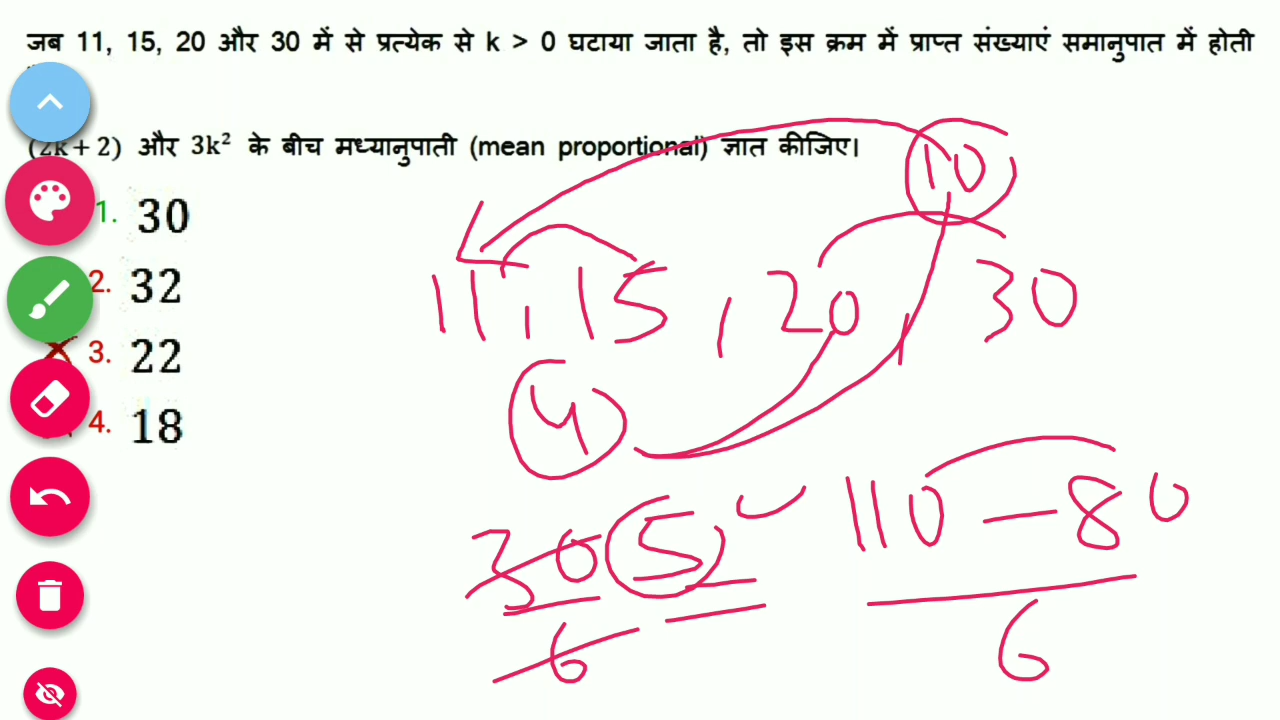 जब 11, 15, 20 और 30 में से प्रत्येक से k > 0 घटाया जाता है, तो इस क्रम में प्राप्त संख्याएं समानुपात में होती
(2k + 2) और 3k² के बीच मध्यानुपाती (mean proportional) ज्ञात कीजिए।
10
1. 30
11, 15, 20, 30
2. 32
3. 22
4
4. 18
30 5 110 - 80
6 6